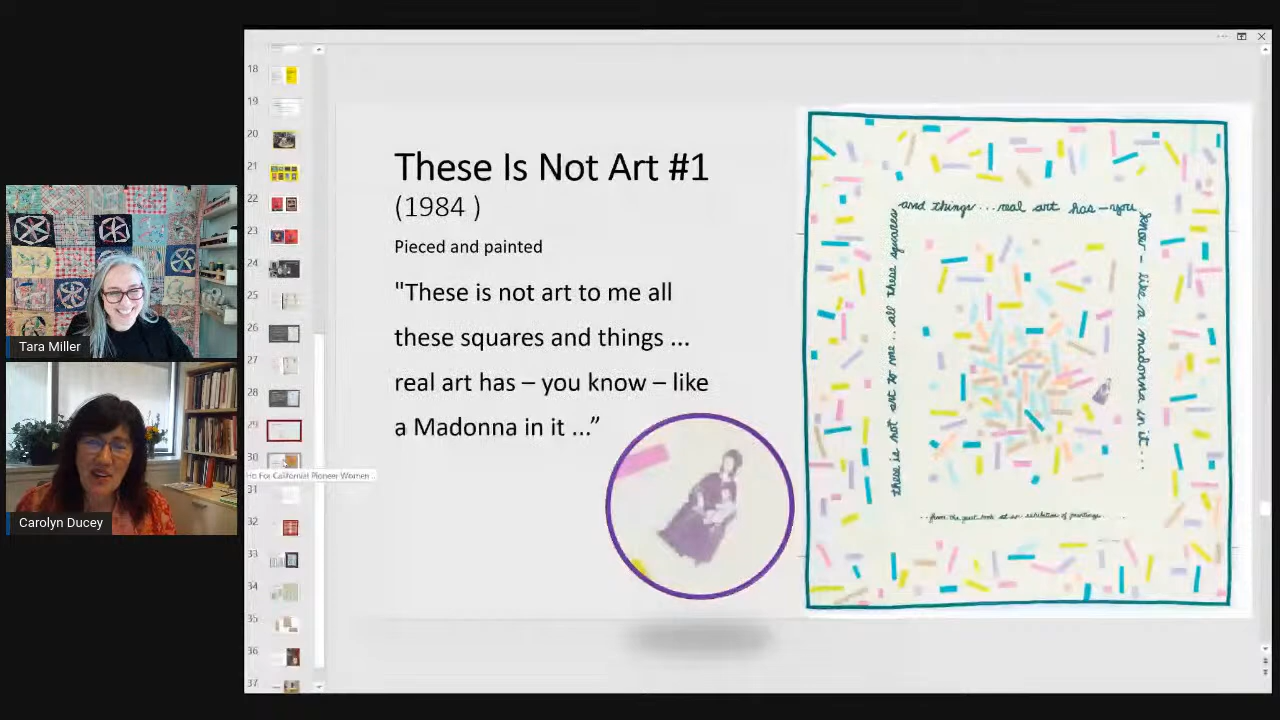 18
19
20
21
22
23
24
25
26
27
28
29
30
31
32
33
34
35
36
37
For California Pioneer Women ...
These Is Not Art #1
(1984 )
Pieced and painted
"These is not art to me all
these squares and things ...
real art has – you know – like
a Madonna in it ...”
these is not art to me.. all these squares
and things...real art has – you
know – like a madonna in it...
..from the guest book at an exhibition of paintings......
Tara Miller
Carolyn Ducey